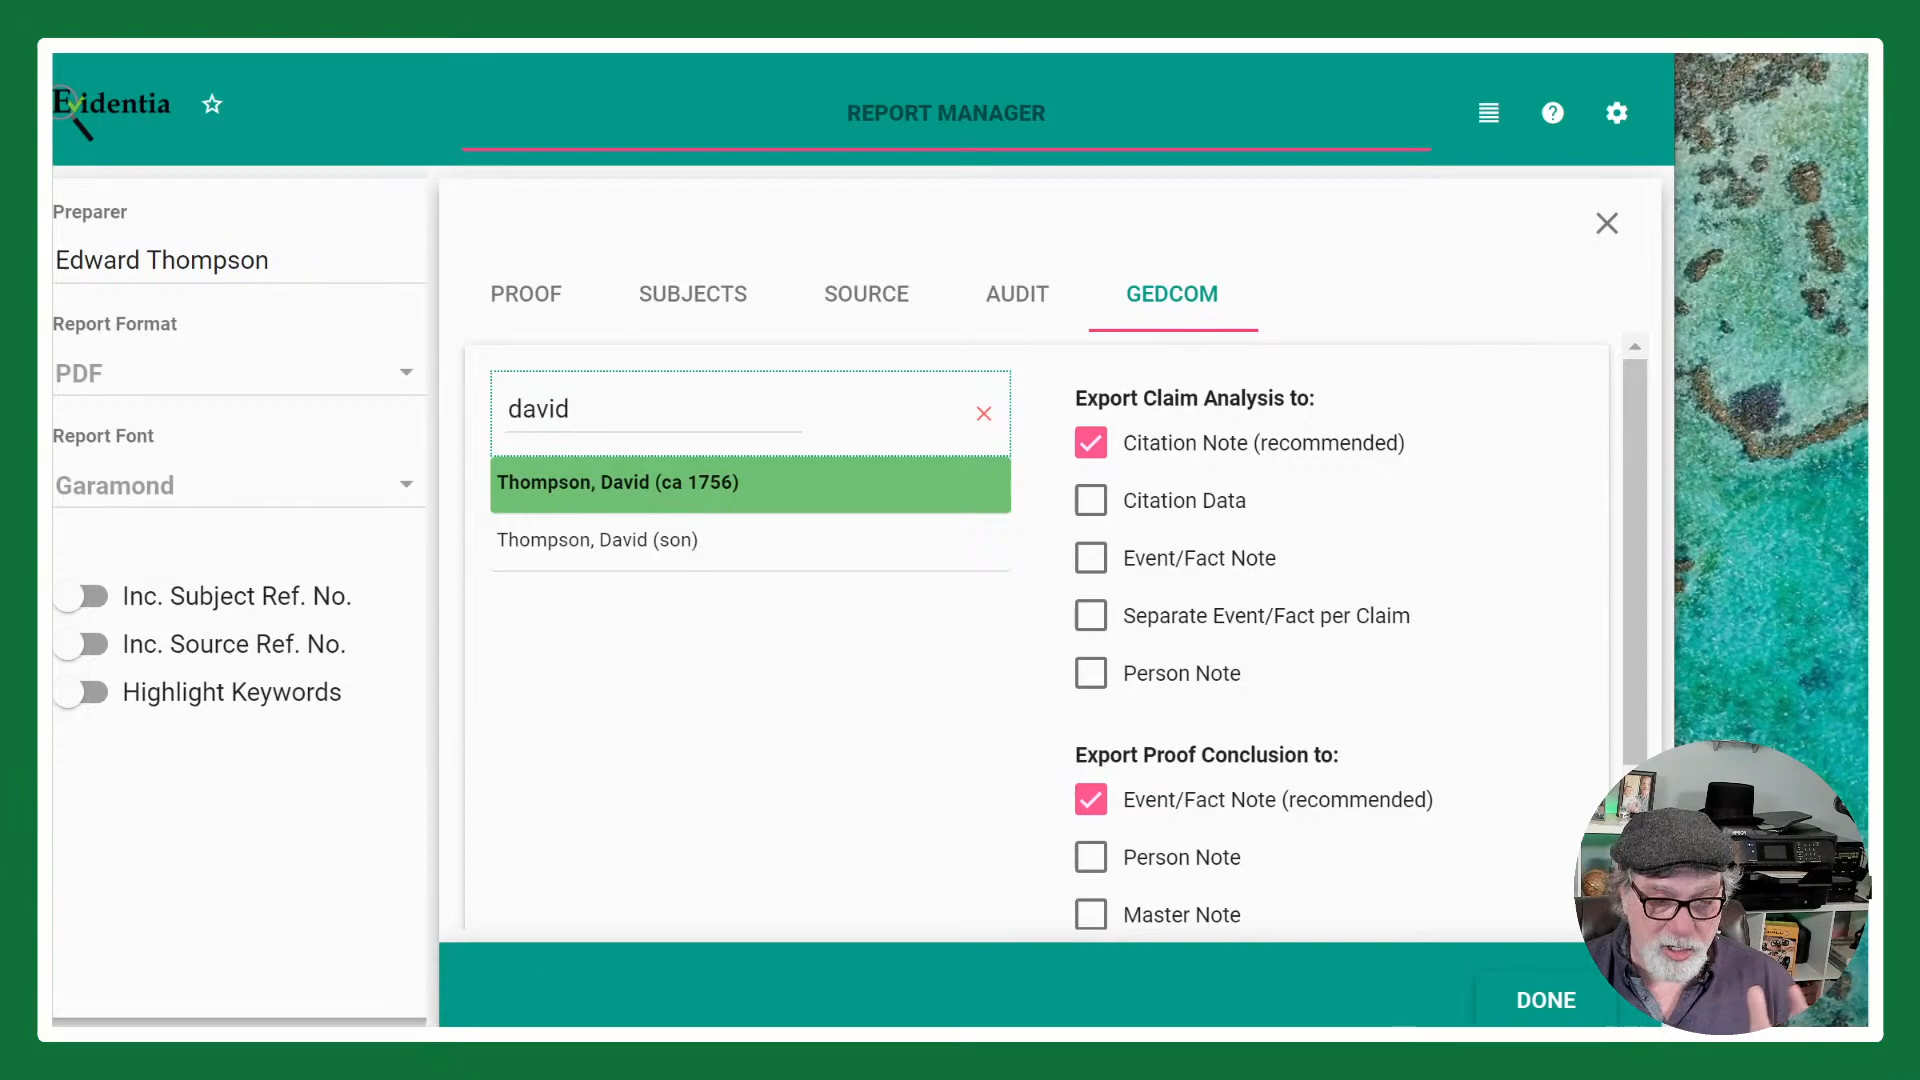 Evidentia
REPORT MANAGER
Preparer
Edward Thompson
Report Format
PDF
Report Font
Garamond
Inc. Subject Ref. No.
Inc. Source Ref. No.
Highlight Keywords
PROOF SUBJECTS SOURCE AUDIT GEDCOM
david
Thompson, David (ca 1756)
Thompson, David (son)
Export Claim Analysis to:
Citation Note (recommended)
Citation Data
Event/Fact Note
Separate Event/Fact per Claim
Person Note
Export Proof Conclusion to:
Event/Fact Note (recommended)
Person Note
Master Note
DONE
EPSON